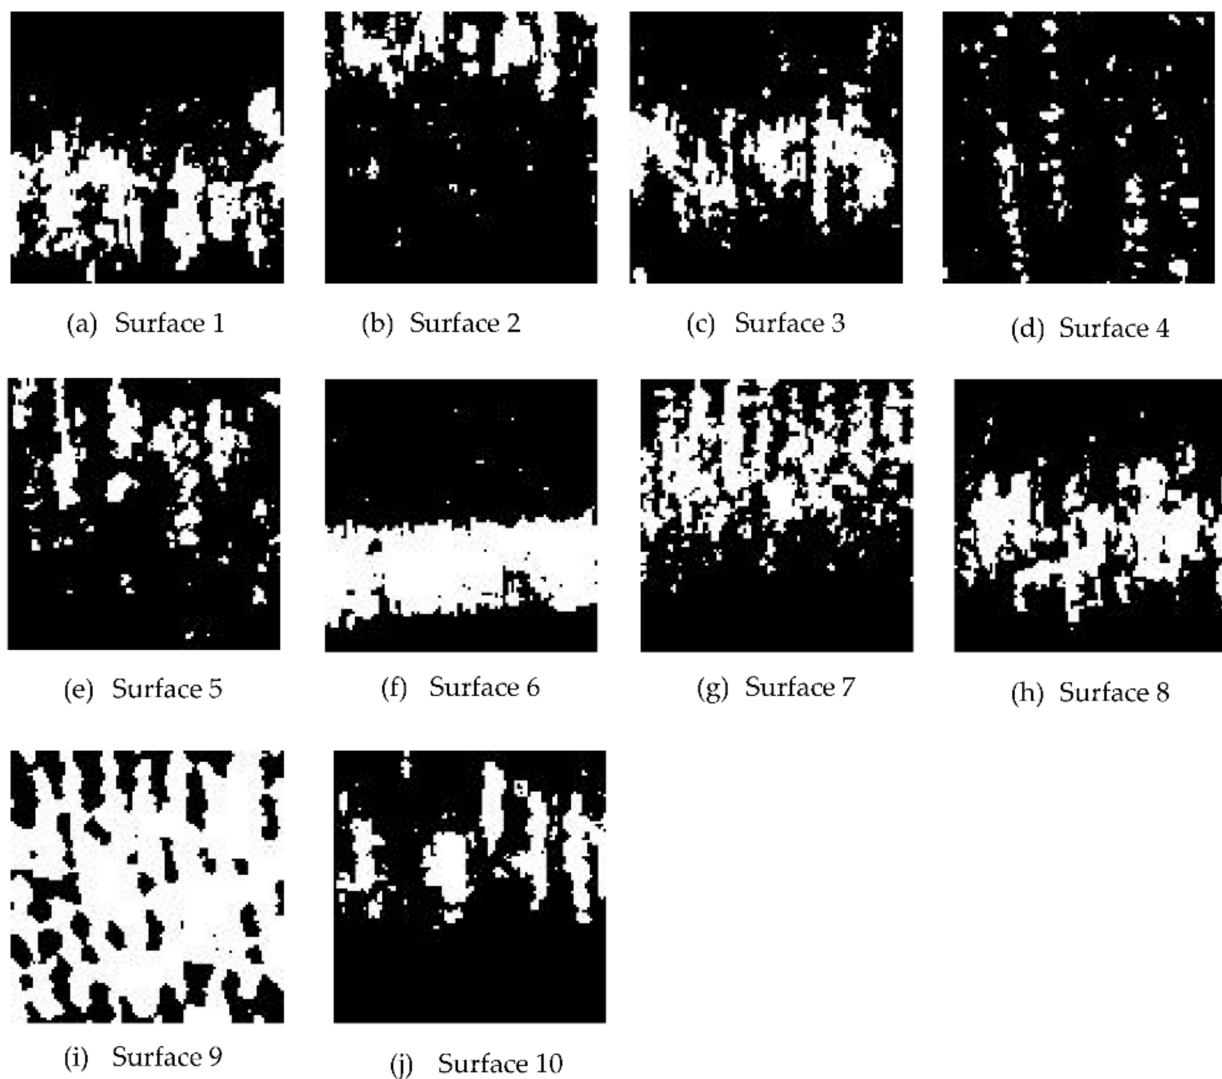 (a) Surface 1
(b) Surface 2
(c) Surface 3
(d) Surface 4
(e) Surface 5
(f) Surface 6
(g) Surface 7
(h) Surface 8
(i) Surface 9
(j) Surface 10